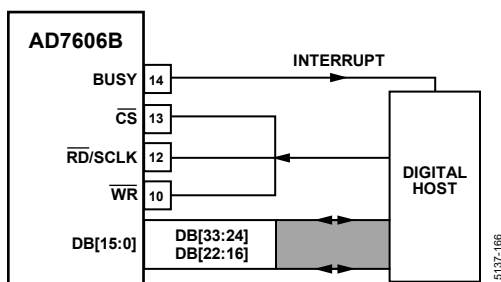 AD7606B
INTERRUPT
BUSY 14
CS 13
RD/SCLK 12
WR 10
DIGITAL
HOST
DB[15:0]
DB[33:24]
DB[22:16]
5137-166